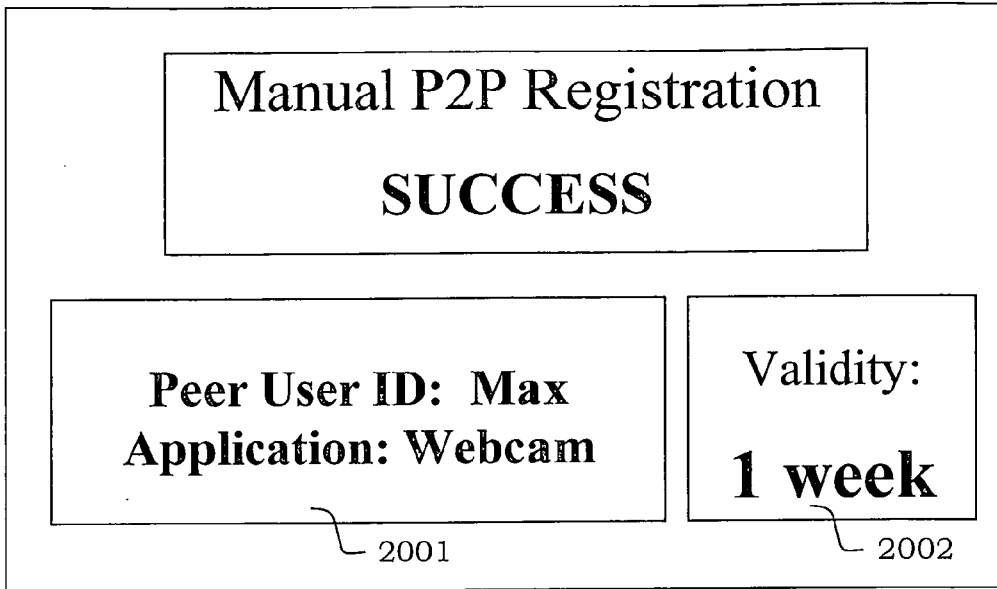 Manual P2P Registration
SUCCESS
Peer User ID: Max
Application: Webcam
Validity:
1 week
2001
2002